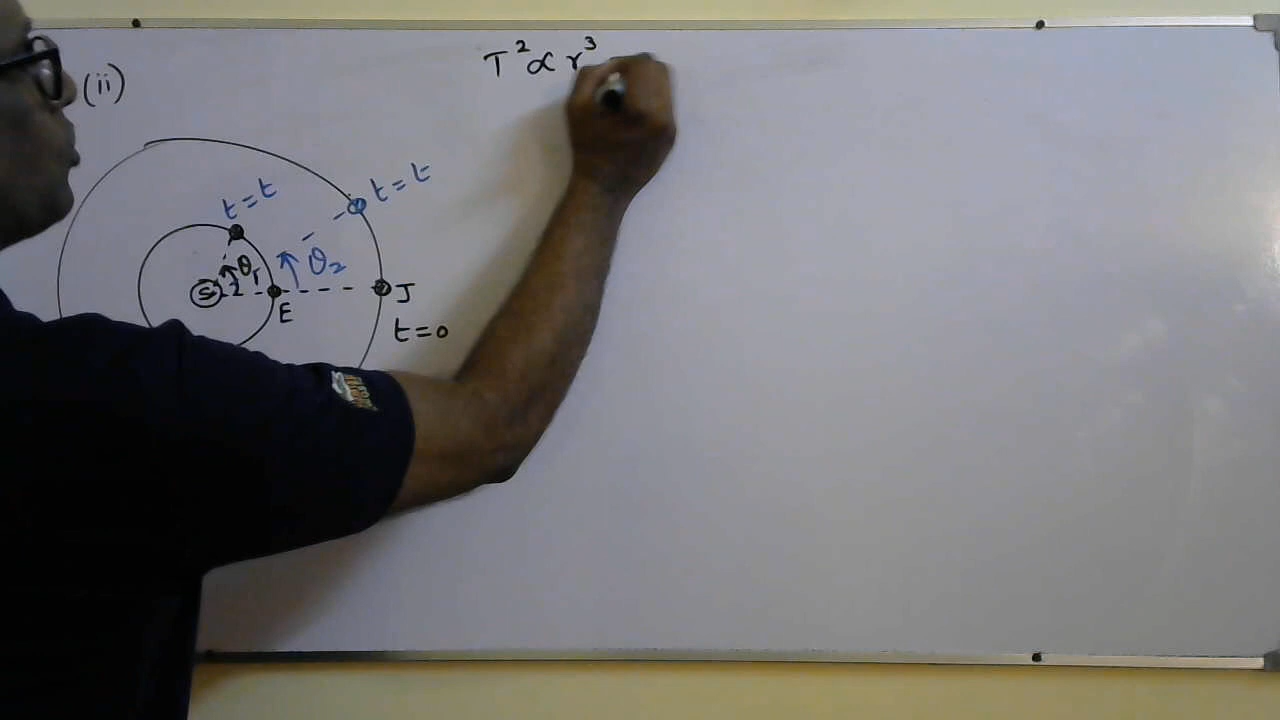 (ii)
T² ∝ r³
t=t
t=t
θ₁
θ₂
S
E
J
t=0